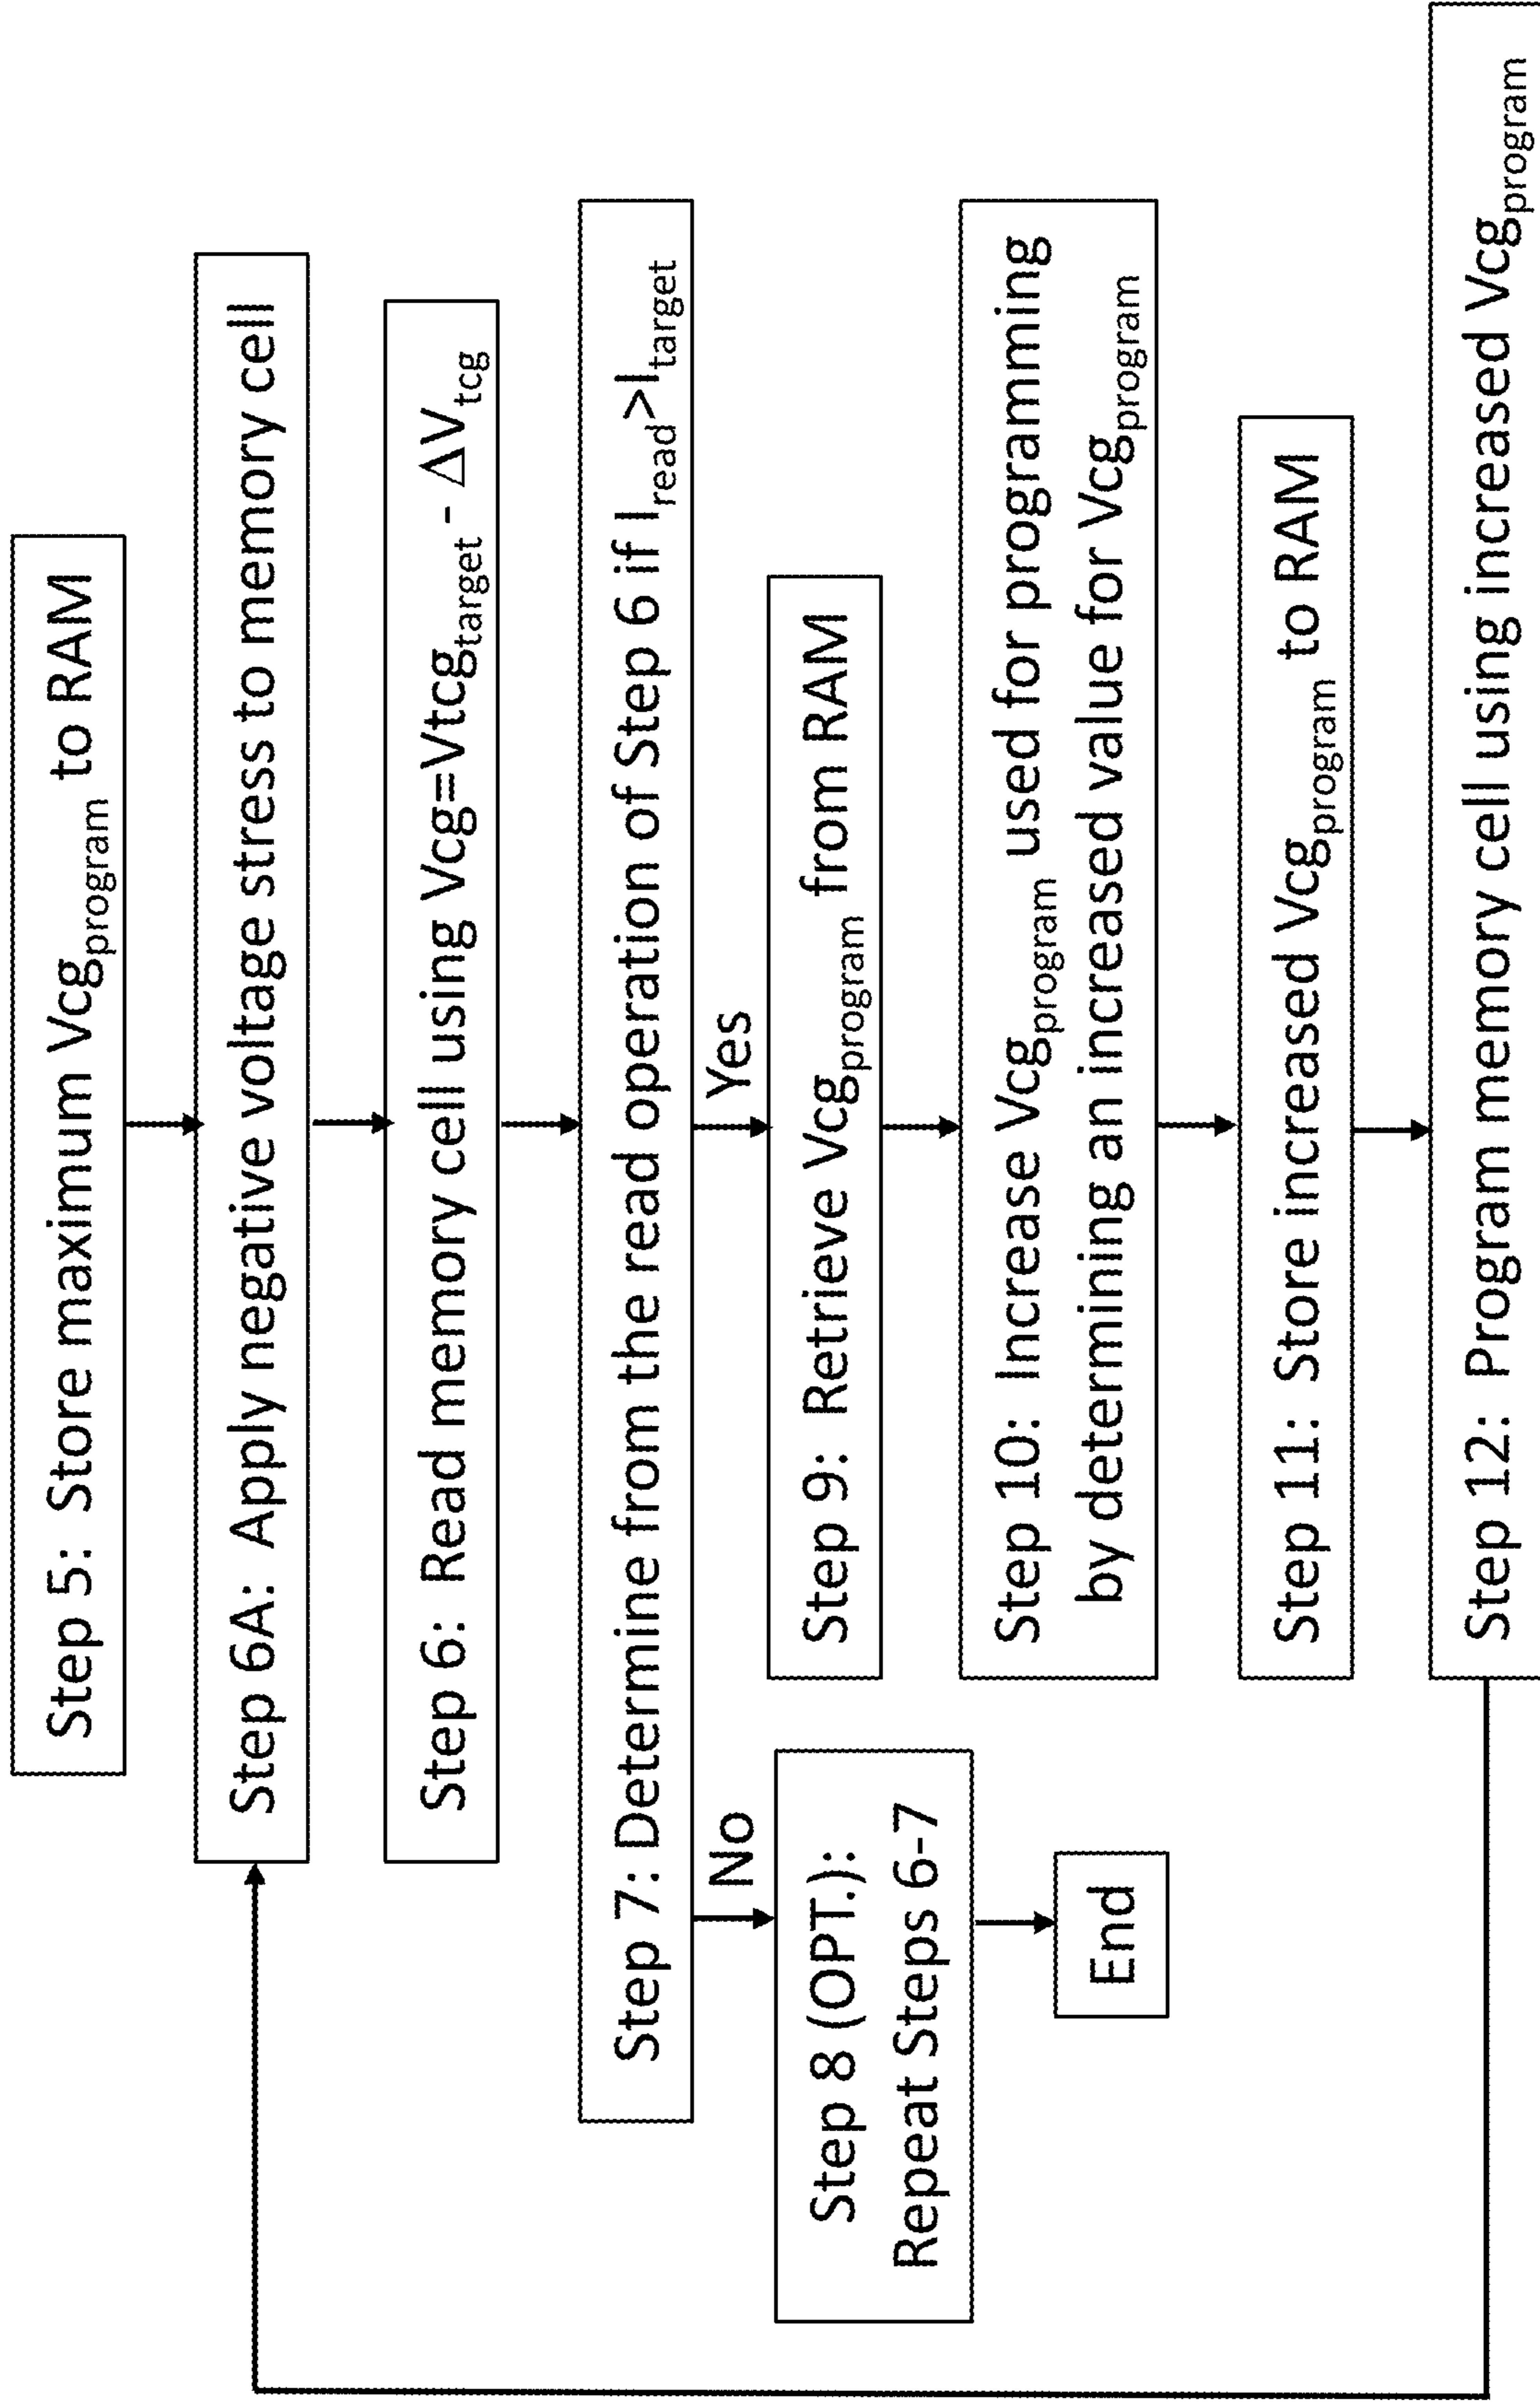 Step 5: Store maximum Vcgprogram to RAM
Step 6A: Apply negative voltage stress to memory cell
Step 6: Read memory cell using Vcg=Vtcgtarget - ΔVtcg
Step 7: Determine from the read operation of Step 6 if Iread>Itarget
No
Yes
Step 8 (OPT.):
Repeat Steps 6-7
End
Step 9: Retrieve Vcgprogram from RAM
Step 10: Increase Vcgprogram used for programming
by determining an increased value for Vcgprogram
Step 11: Store increased Vcgprogram to RAM
Step 12: Program memory cell using increased Vcgprogram